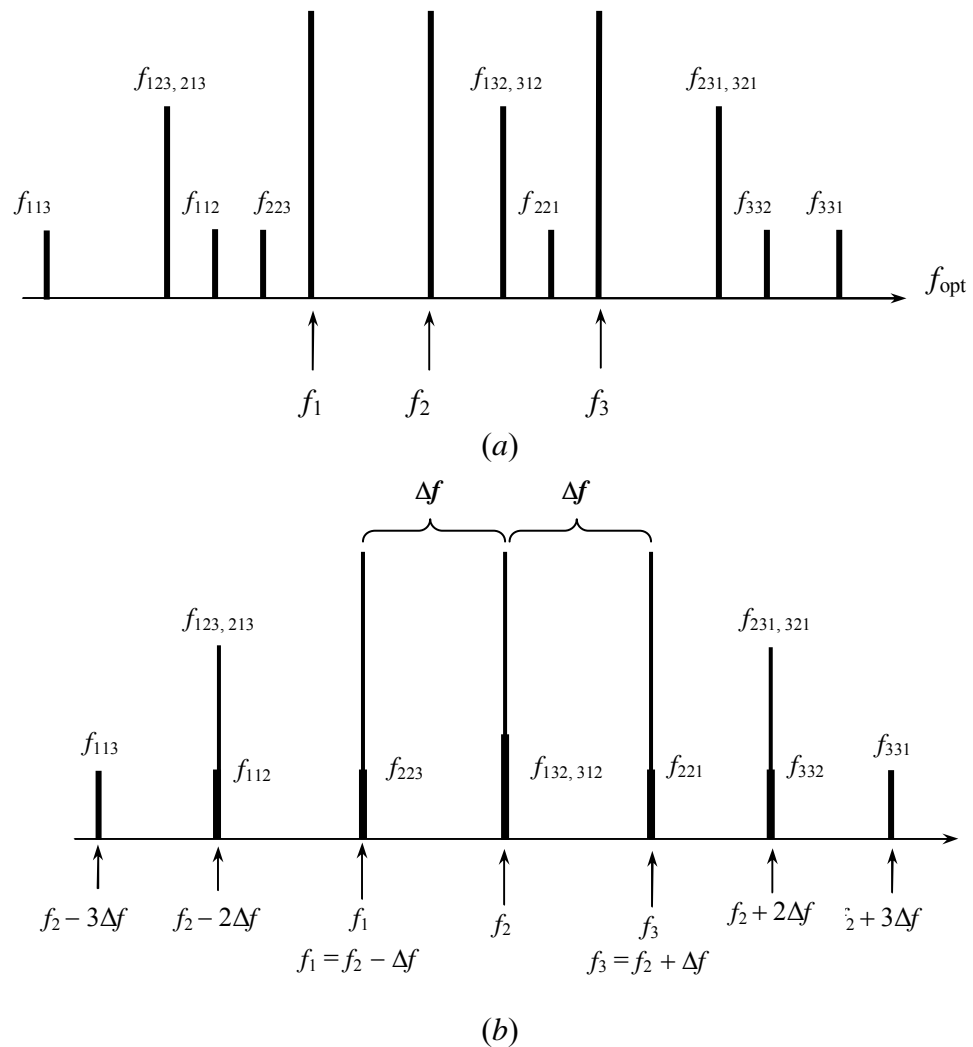 f123, 213
f132, 312
f231, 321
f113
f112
f223
f221
f332
f331
fopt
f1
f2
f3
(a)
Δf
Δf
f123, 213
f231, 321
f113
f112
f223
f132, 312
f221
f332
f331
f2 − 3Δf
f2 − 2Δf
f1
f2
f3
f2 + 2Δf
2 + 3Δf
f1 = f2 − Δf
f3 = f2 + Δf
(b)